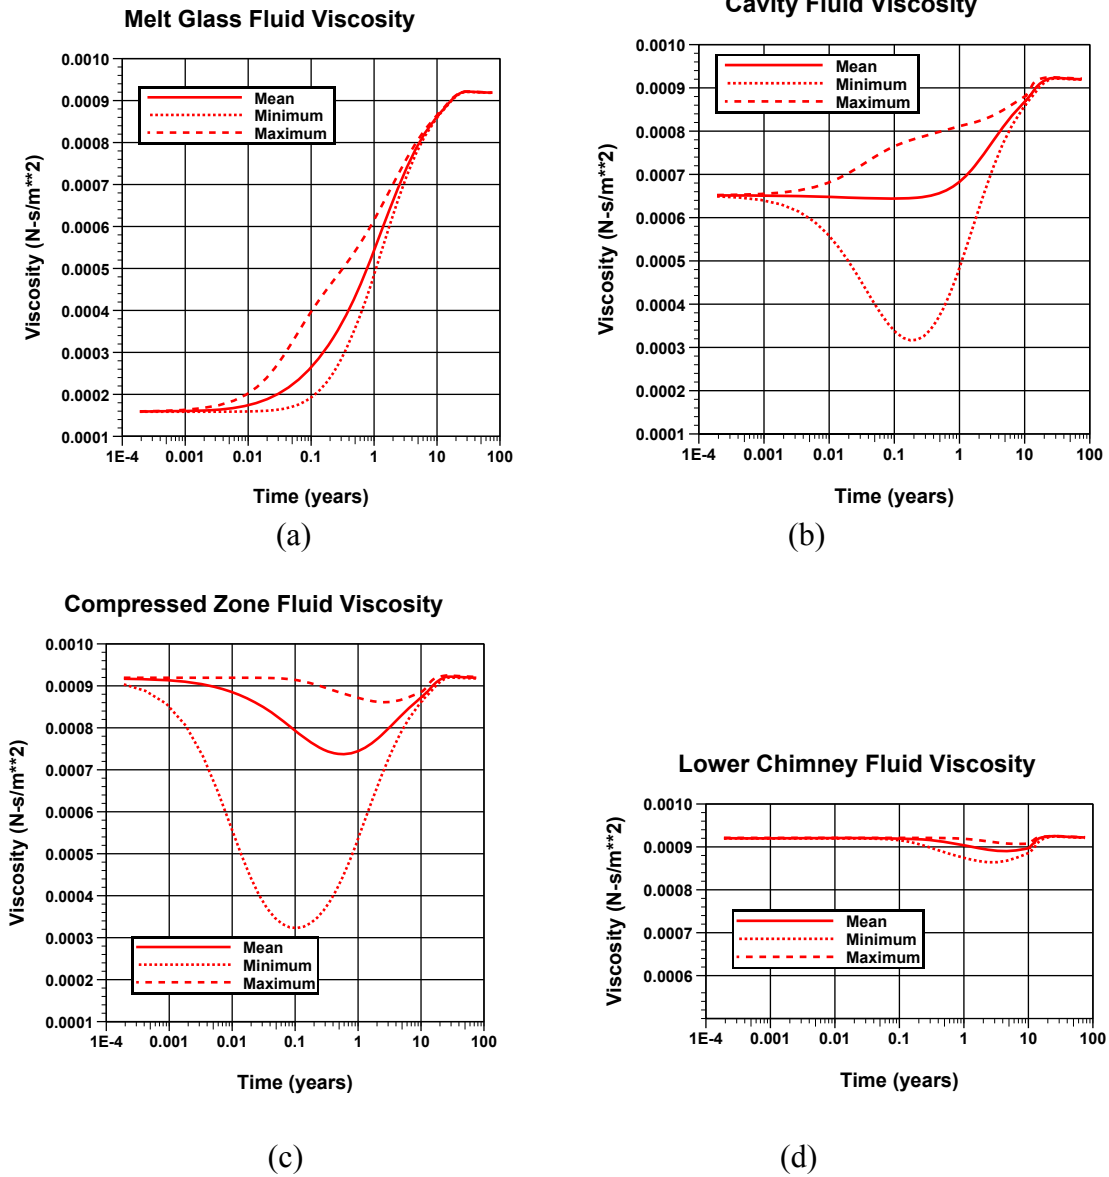 Melt Glass Fluid Viscosity
0.0010
0.0009
0.0008
0.0007
0.0006
0.0005
0.0004
0.0003
0.0002
0.0001
Viscosity (N-s/m**2)
Mean
Minimum
Maximum
1E-4 0.001 0.01 0.1 1 10 100
Time (years)
(a)
Cavity Fluid Viscosity
0.0010
0.0009
0.0008
0.0007
0.0006
0.0005
0.0004
0.0003
0.0002
0.0001
Viscosity (N-s/m**2)
Mean
Minimum
Maximum
1E-4 0.001 0.01 0.1 1 10 100
Time (years)
(b)
Compressed Zone Fluid Viscosity
0.0010
0.0009
0.0008
0.0007
0.0006
0.0005
0.0004
0.0003
0.0002
0.0001
Viscosity (N-s/m**2)
Mean
Minimum
Maximum
1E-4 0.001 0.01 0.1 1 10 100
Time (years)
(c)
Lower Chimney Fluid Viscosity
0.0010
0.0009
0.0008
0.0007
0.0006
Viscosity (N-s/m**2)
Mean
Minimum
Maximum
1E-4 0.001 0.01 0.1 1 10 100
Time (years)
(d)